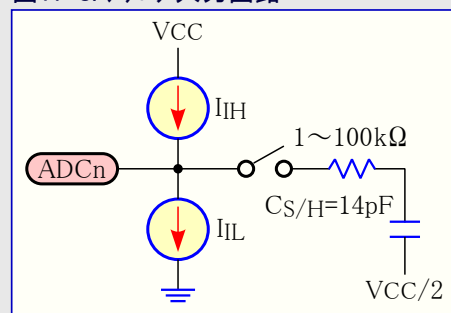 VCC
IIH
1～100kΩ
ADCn
CS/H=14pF
IIL
VCC/2